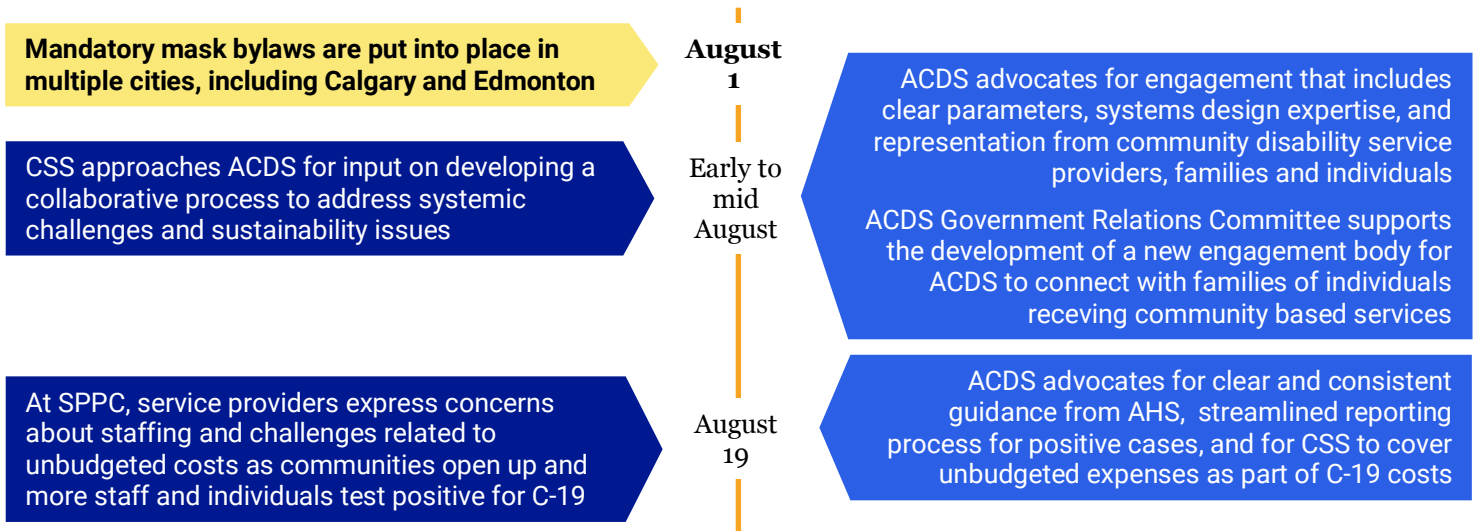 Mandatory mask bylaws are put into place in
multiple cities, including Calgary and Edmonton
August
1
CSS approaches ACDS for input on developing a
collaborative process to address systemic
challenges and sustainability issues
Early to
mid
August
ACDS advocates for engagement that includes
clear parameters, systems design expertise, and
representation from community disability service
providers, families and individuals
ACDS Government Relations Committee supports
the development of a new engagement body for
ACDS to connect with families of individuals
receving community based services
At SPPC, service providers express concerns
about staffing and challenges related to
unbudgeted costs as communities open up and
more staff and individuals test positive for C-19
August
19
ACDS advocates for clear and consistent
guidance from AHS, streamlined reporting
process for positive cases, and for CSS to cover
unbudgeted expenses as part of C-19 costs